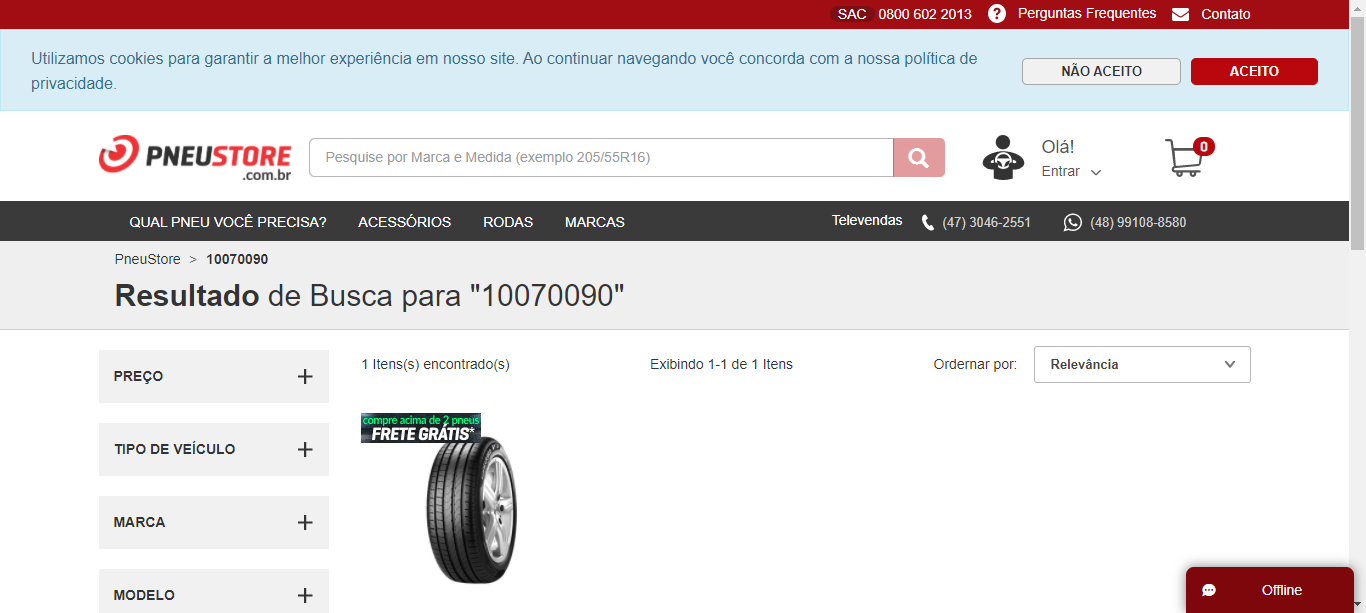 SAC 0800 602 2013 ? Perguntas Frequentes Contato
Utilizamos cookies para garantir a melhor experiência em nosso site. Ao continuar navegando você concorda com a nossa política de
privacidade.
NÃO ACEITO ACEITO
PNEUSTORE
.com.br
Pesquise por Marca e Medida (exemplo 205/55R16)
Olá!
Entrar
0
QUAL PNEU VOCÊ PRECISA? ACESSÓRIOS RODAS MARCAS Televendas (47) 3046-2551 (48) 99108-8580
PneuStore > 10070090
Resultado de Busca para "10070090"
PREÇO +
TIPO DE VEÍCULO +
MARCA +
MODELO +
1 Itens(s) encontrado(s) Exibindo 1-1 de 1 Itens Ordernar por: Relevância
compre acima de 2 pneus
FRETE GRÁTIS*
Offline